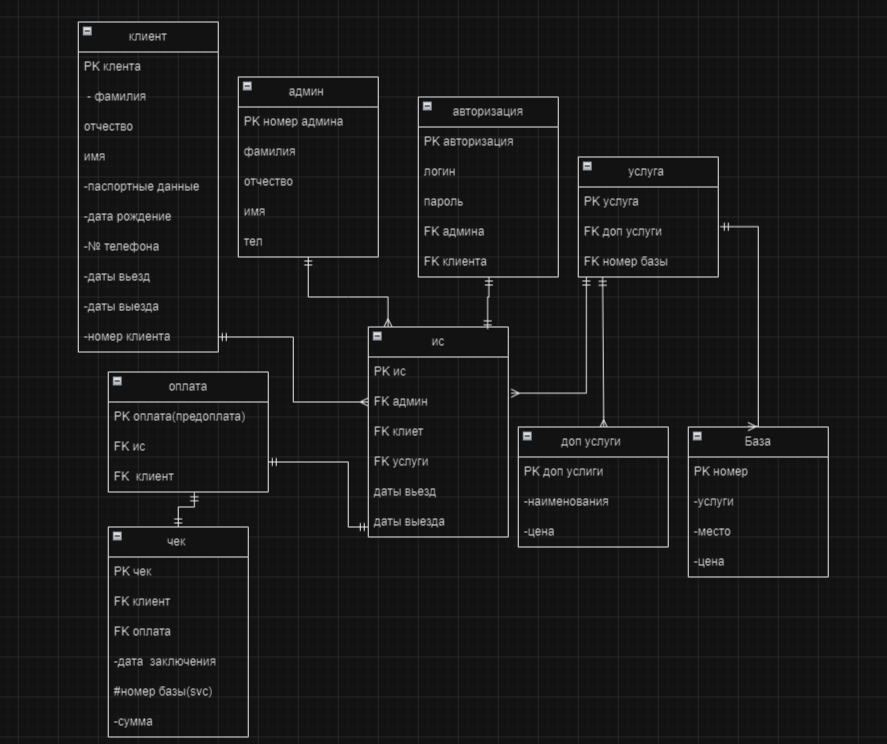 клиент
PK клента
- фамилия
отчество
имя
-паспортные данные
-дата рождение
-№ телефона
-даты вьезд
-даты выезда
-номер клиента
админ
PK номер админа
фамилия
отчество
имя
тел
авторизация
PK авторизация
логин
пароль
FK админа
FK клиента
услуга
PK услуга
FK доп услуги
FK номер базы
ис
PK ис
FK админ
FK клиет
FK услуги
даты вьезд
даты выезда
оплата
PK оплата(предоплата)
FK ис
FK клиент
доп услуги
PK доп услиги
-наименования
-цена
База
PK номер
-услуги
-место
-цена
чек
PK чек
FK клиент
FK оплата
-дата заключения
#номер базы(svc)
-сумма